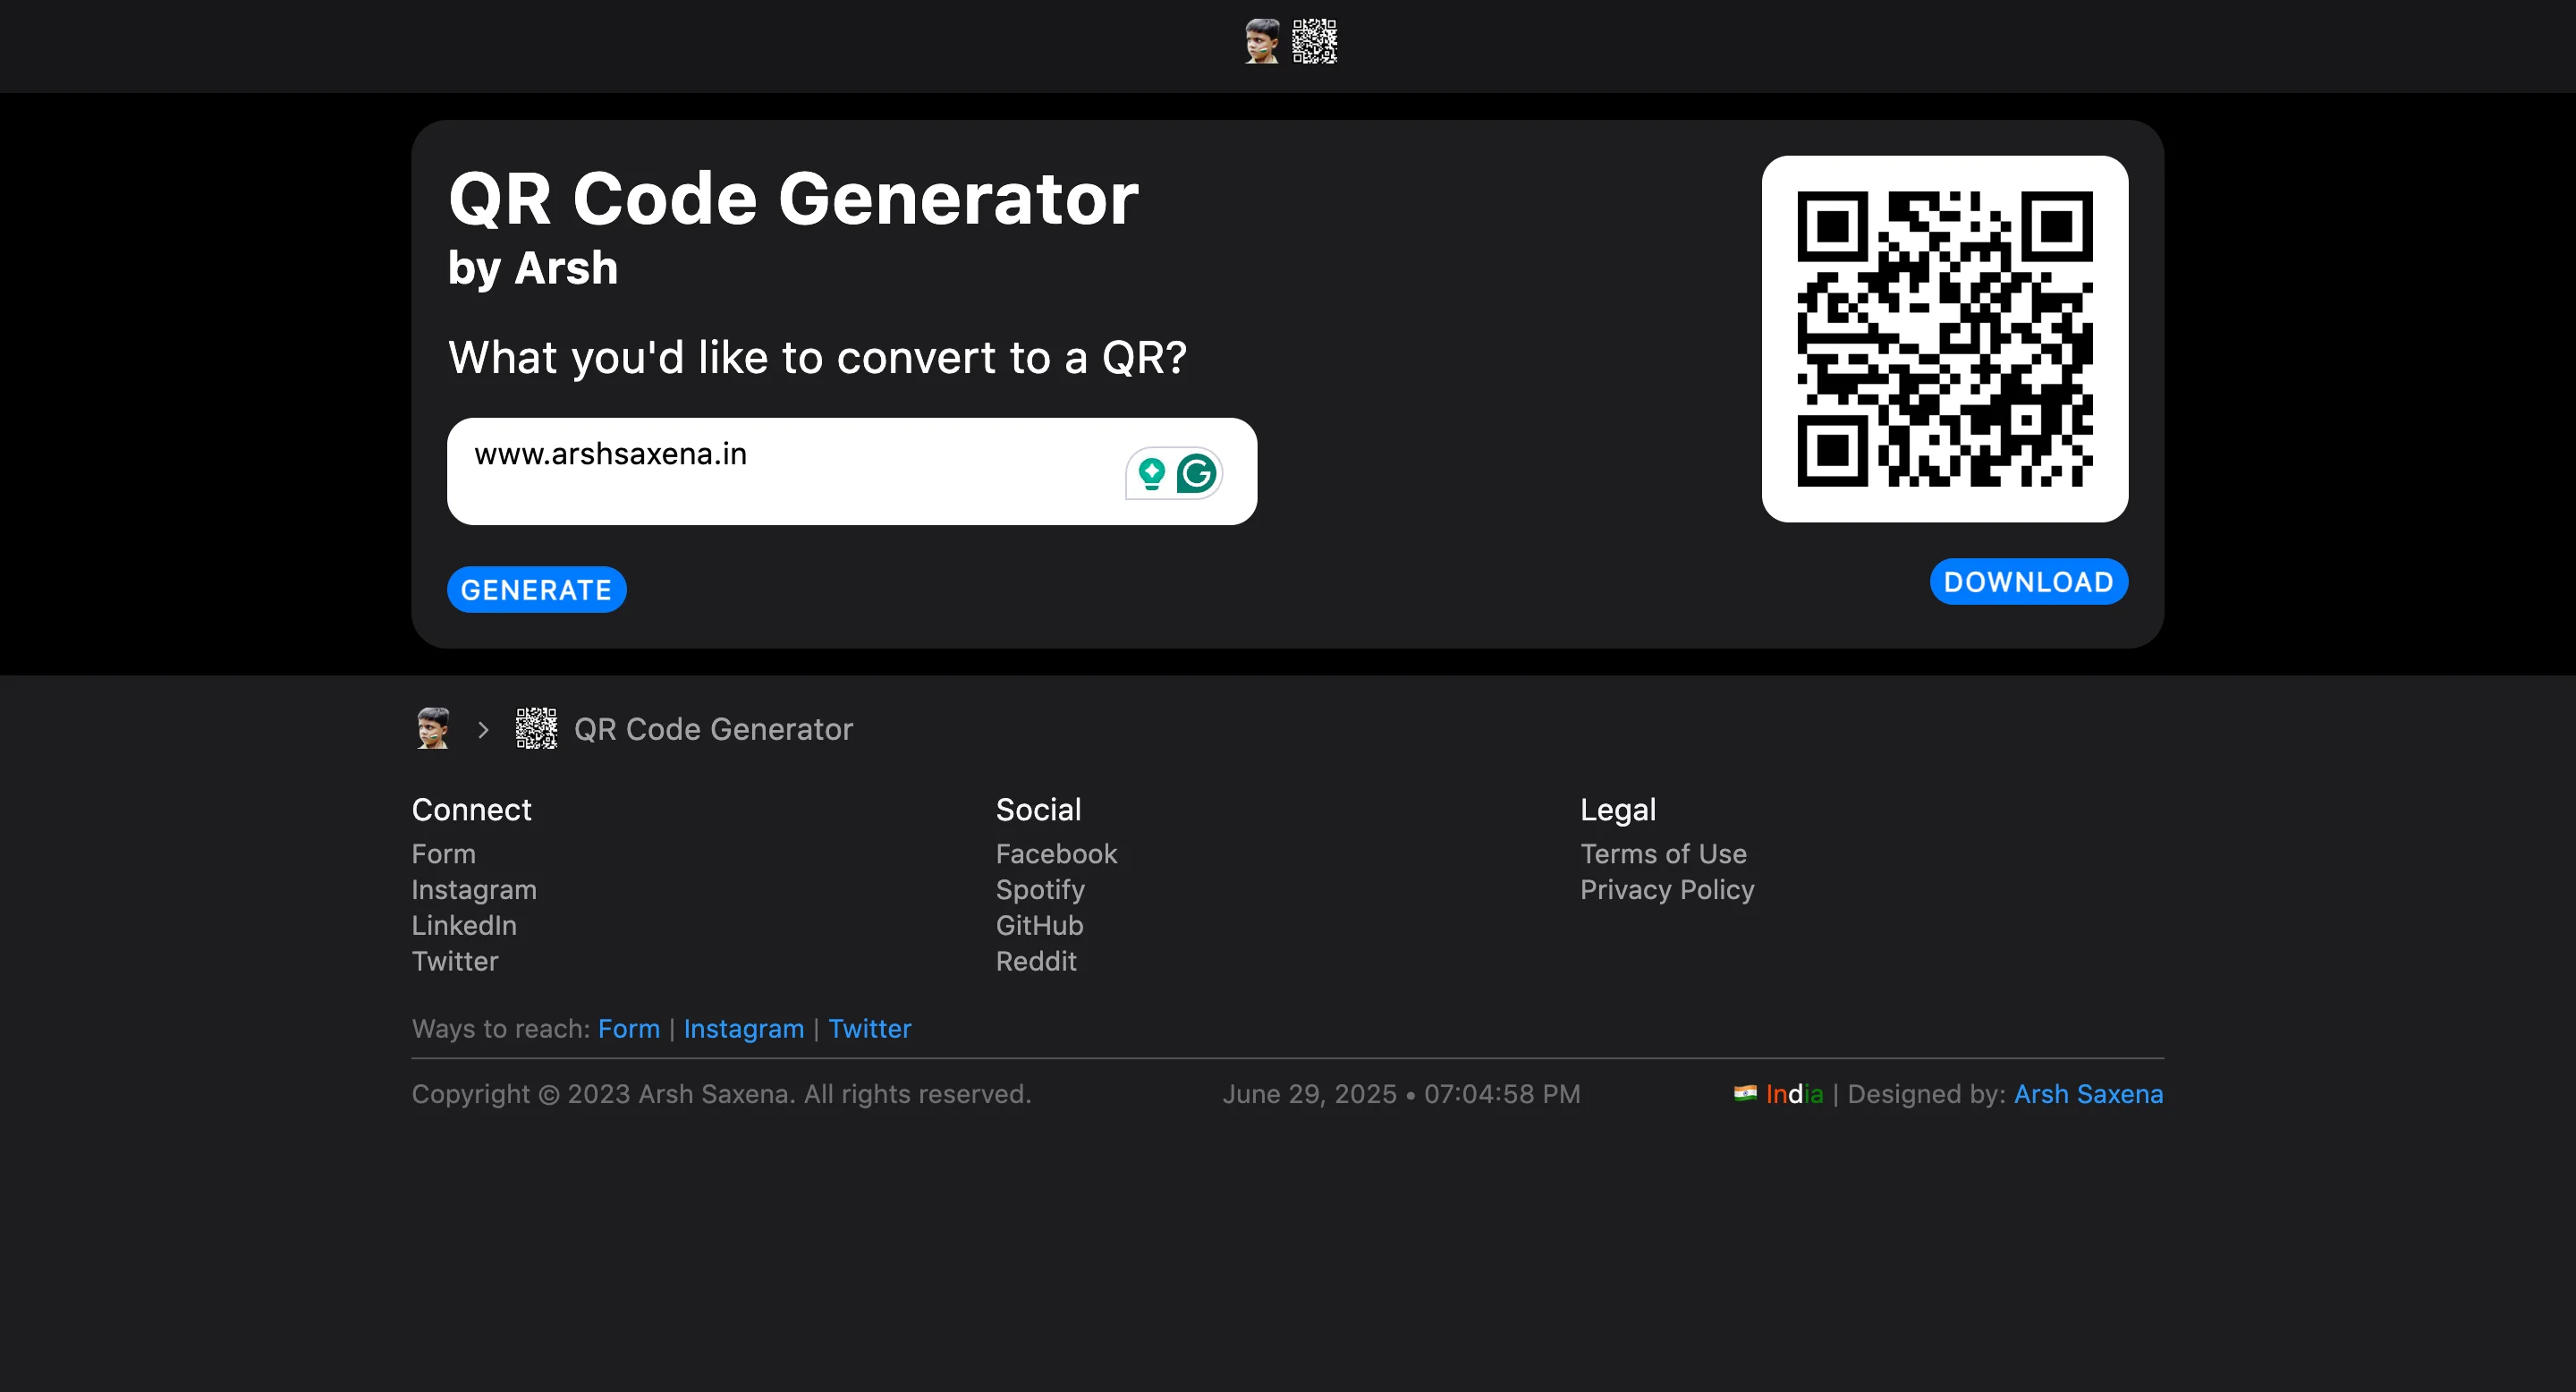 QR Code Generator
by Arsh
What you'd like to convert to a QR?
www.arshsaxena.in
GENERATE
DOWNLOAD
QR Code Generator
Connect
Form
Instagram
LinkedIn
Twitter
Social
Facebook
Spotify
GitHub
Reddit
Legal
Terms of Use
Privacy Policy
Ways to reach: Form | Instagram | Twitter
Copyright © 2023 Arsh Saxena. All rights reserved.
June 29, 2025 • 07:04:58 PM
🇮🇳 India | Designed by: Arsh Saxena